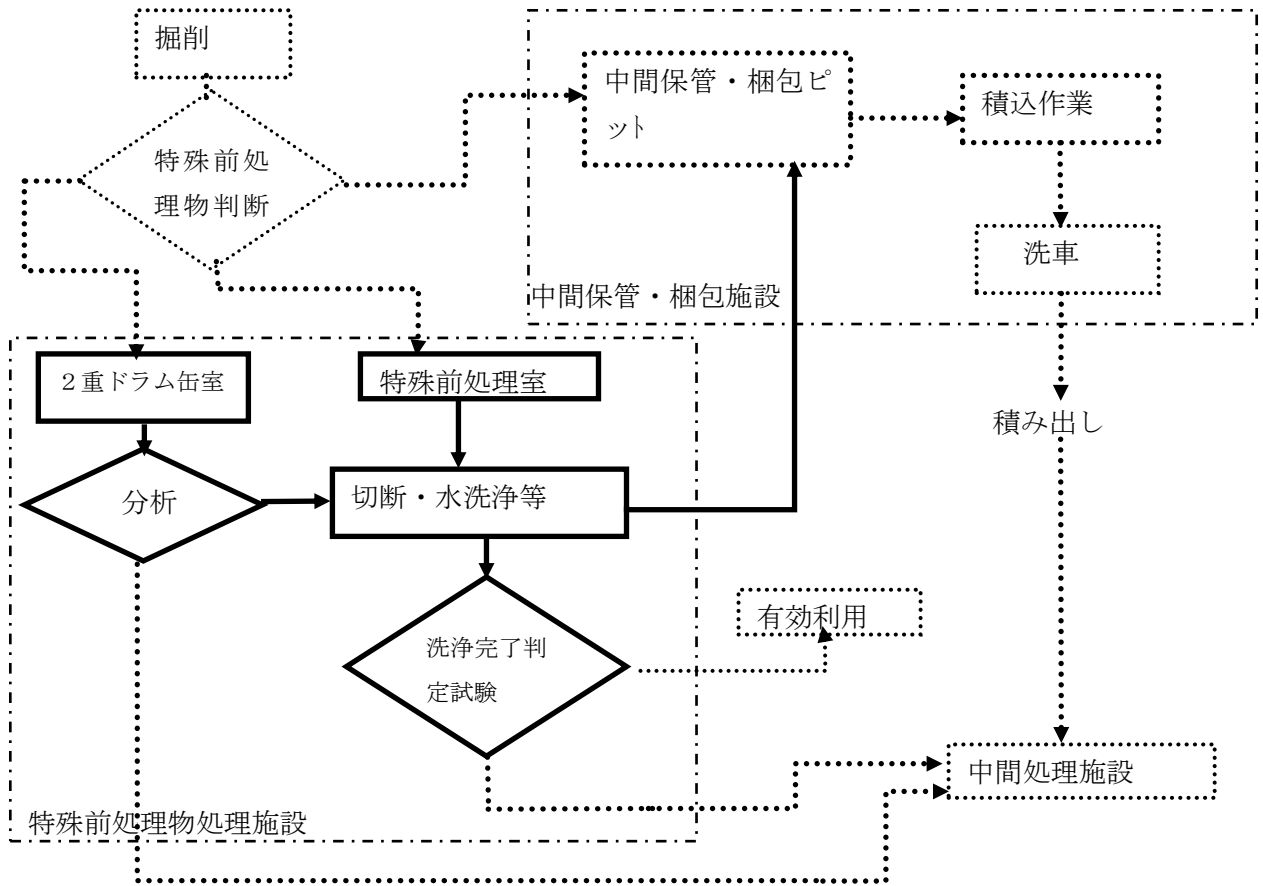 掘削
特殊前処
理物判断
中間保管・梱包ピ
ット
積込作業
洗車
中間保管・梱包施設
２重ドラム缶室
特殊前処理室
積み出し
分析
切断・水洗浄等
有効利用
洗浄完了判
定試験
中間処理施設
特殊前処理物処理施設